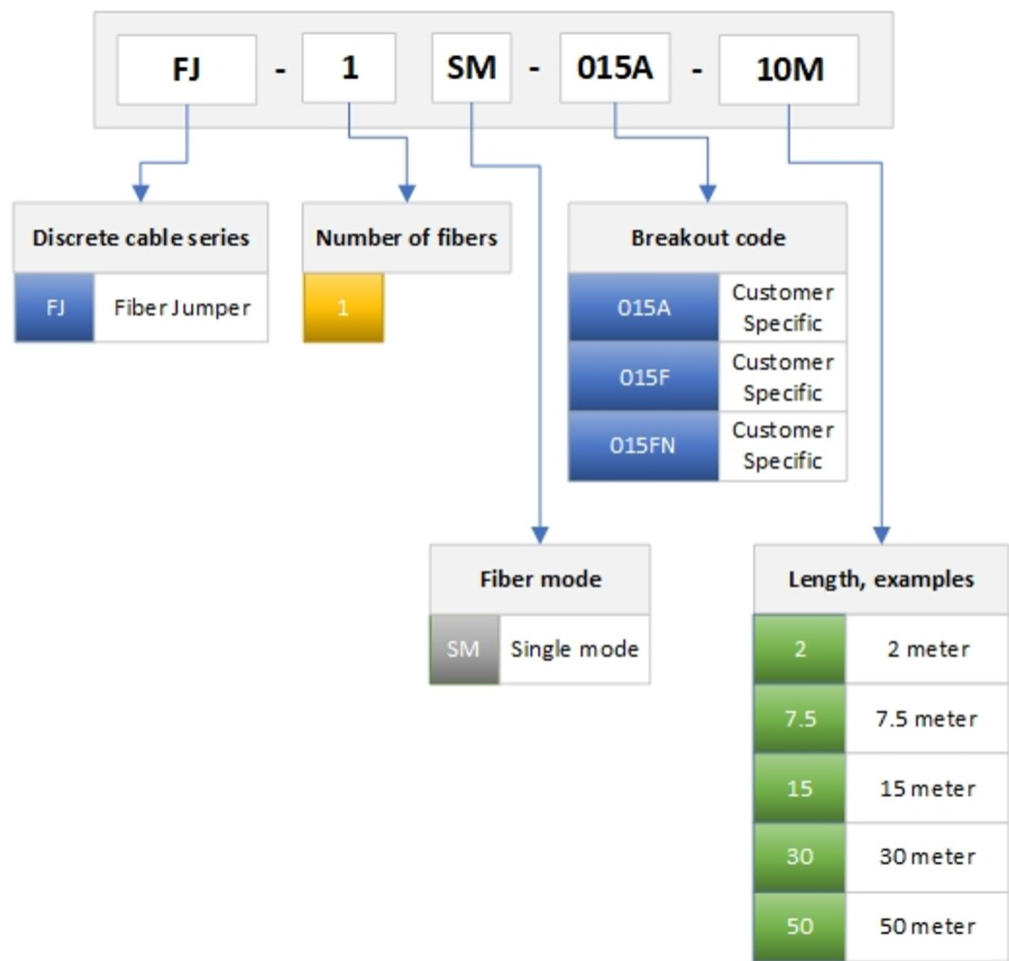 FJ - 1 SM - 015A - 10M
Discrete cable series
FJ Fiber Jumper
Number of fibers
1
Breakout code
015A Customer
Specific
015F Customer
Specific
015FN Customer
Specific
Fiber mode
SM Single mode
Length, examples
2 2 meter
7.5 7.5 meter
15 15 meter
30 30 meter
50 50 meter